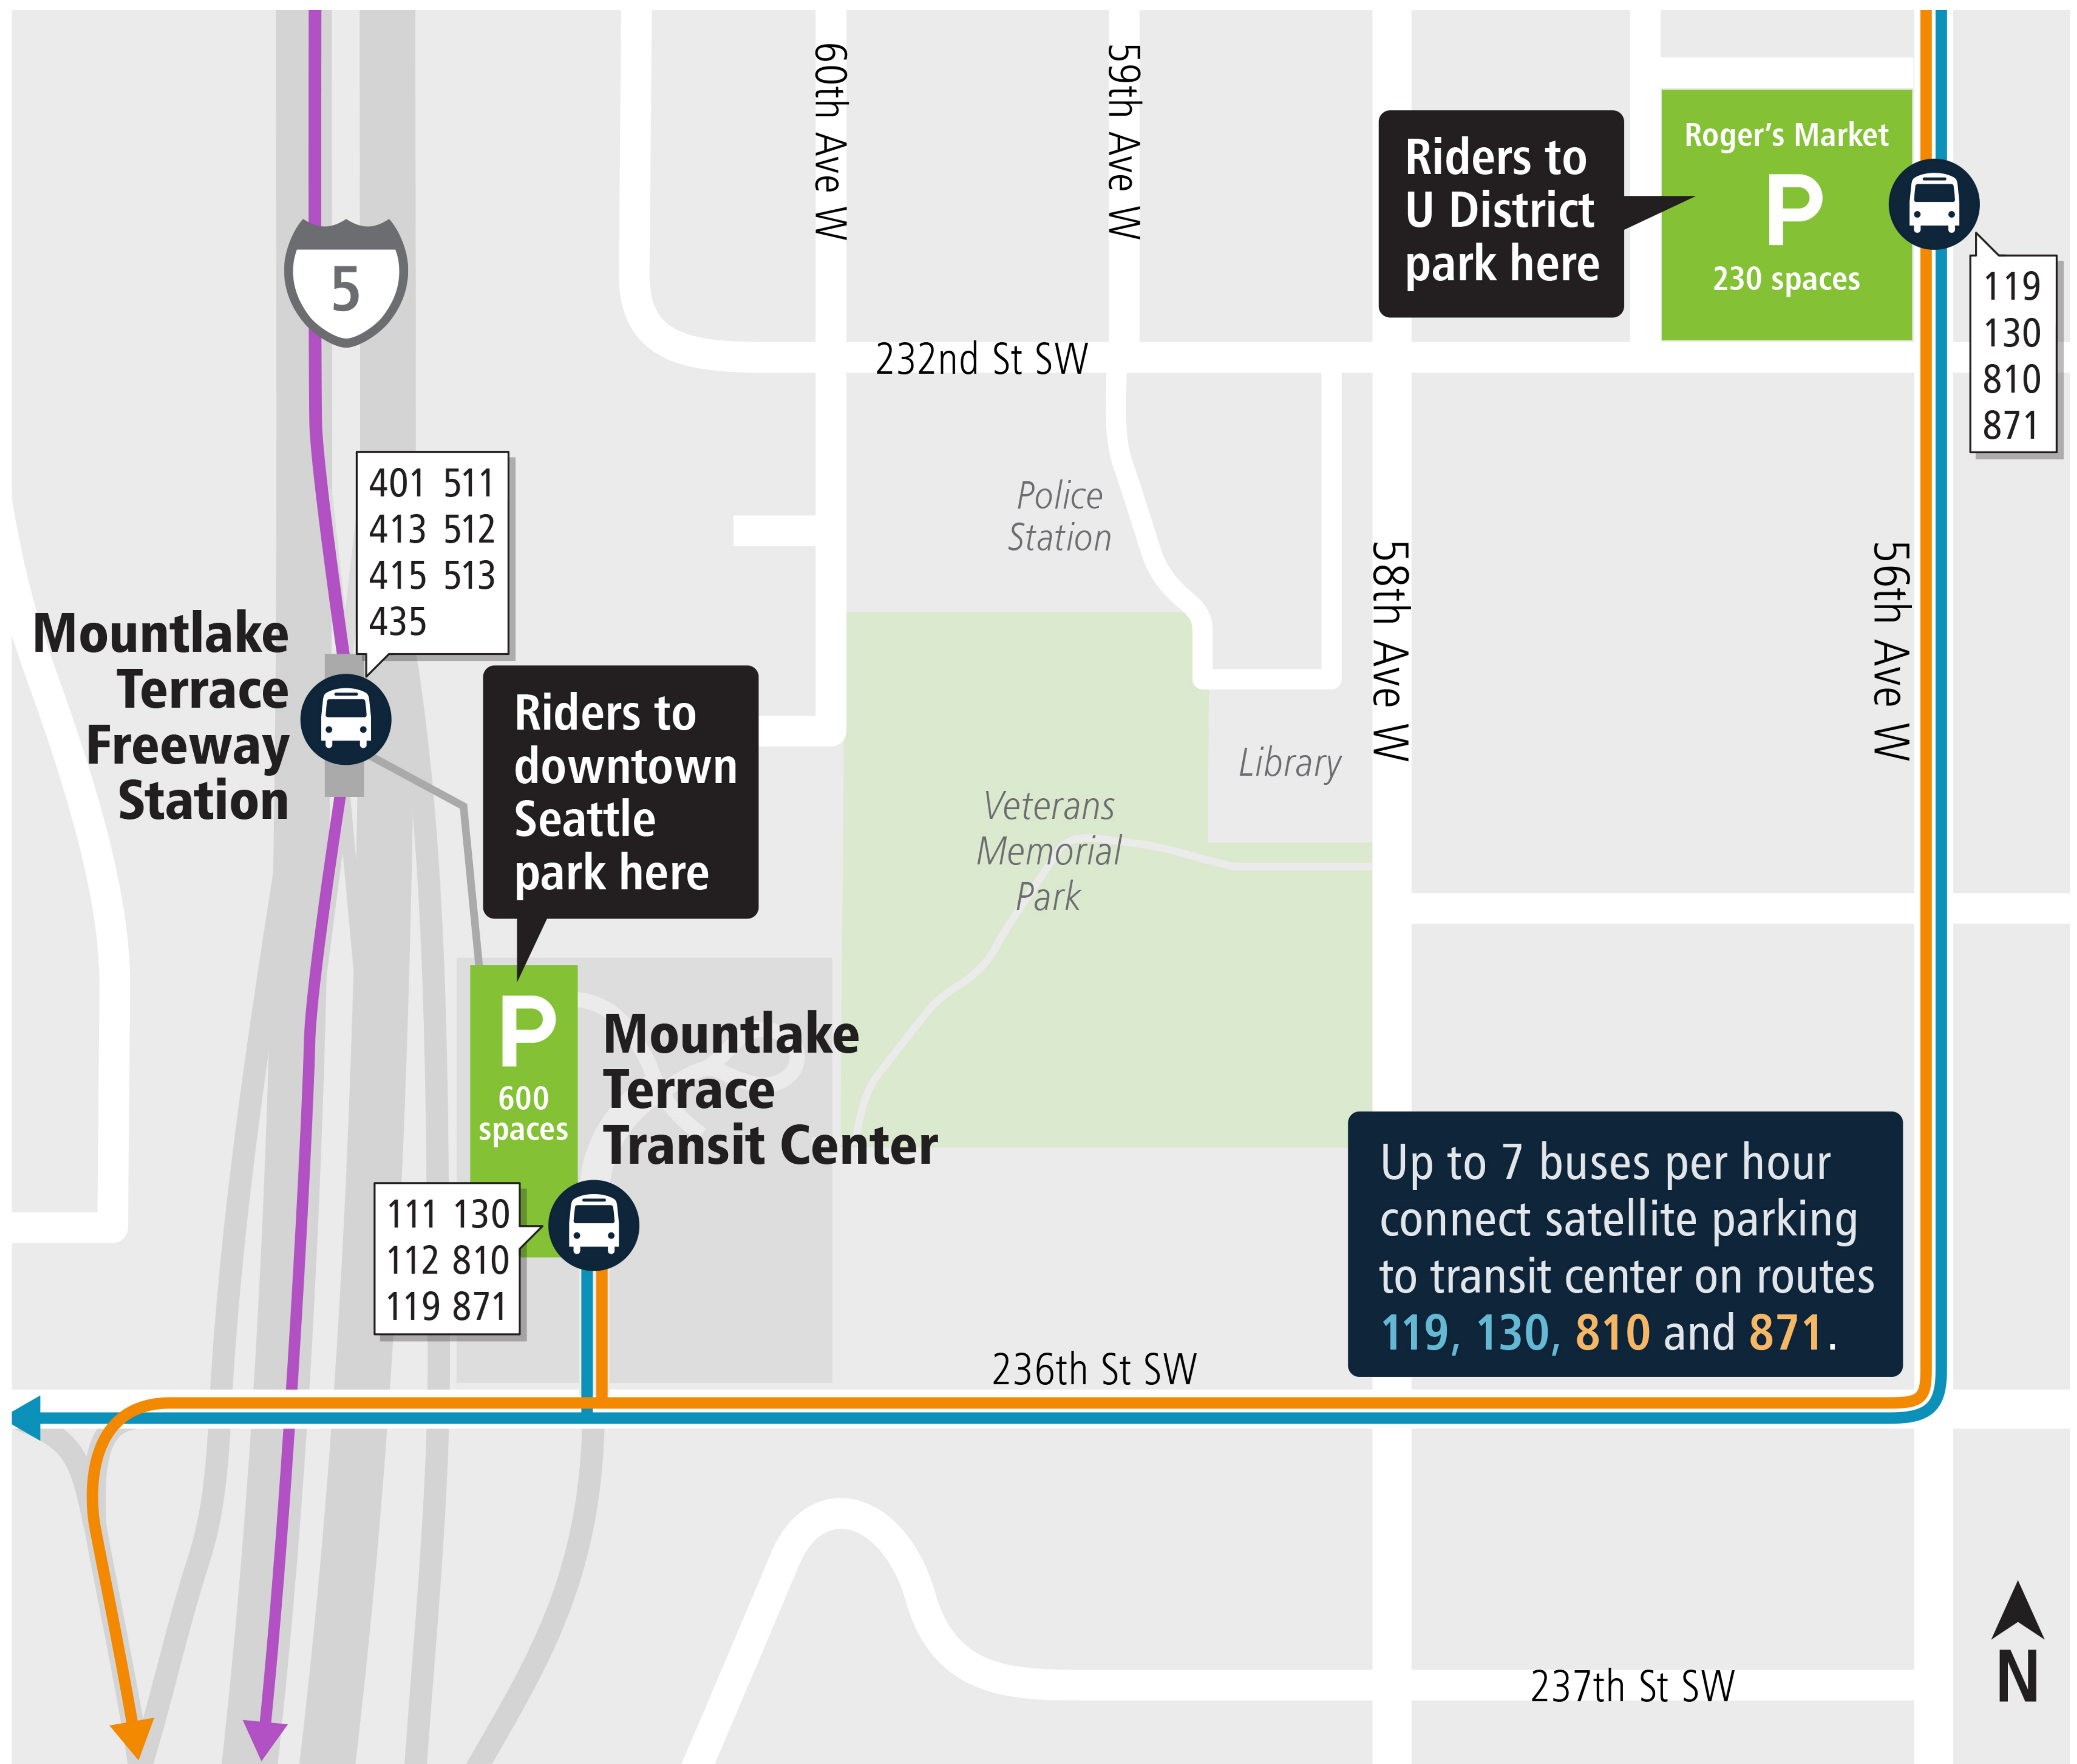 60th Ave W
59th Ave W
Riders to
U District
park here
Roger's Market
P
230 spaces
119
130
810
871
5
232nd St SW
401 511
413 512
415 513
435
Police
Station
58th Ave W
56th Ave W
Mountlake
Terrace
Freeway
Station
Riders to
downtown
Seattle
park here
Library
Veterans
Memorial
Park
P
600
spaces
Mountlake
Terrace
Transit Center
111 130
112 810
119 871
Up to 7 buses per hour
connect satellite parking
to transit center on routes
119, 130, 810 and 871.
236th St SW
237th St SW
N